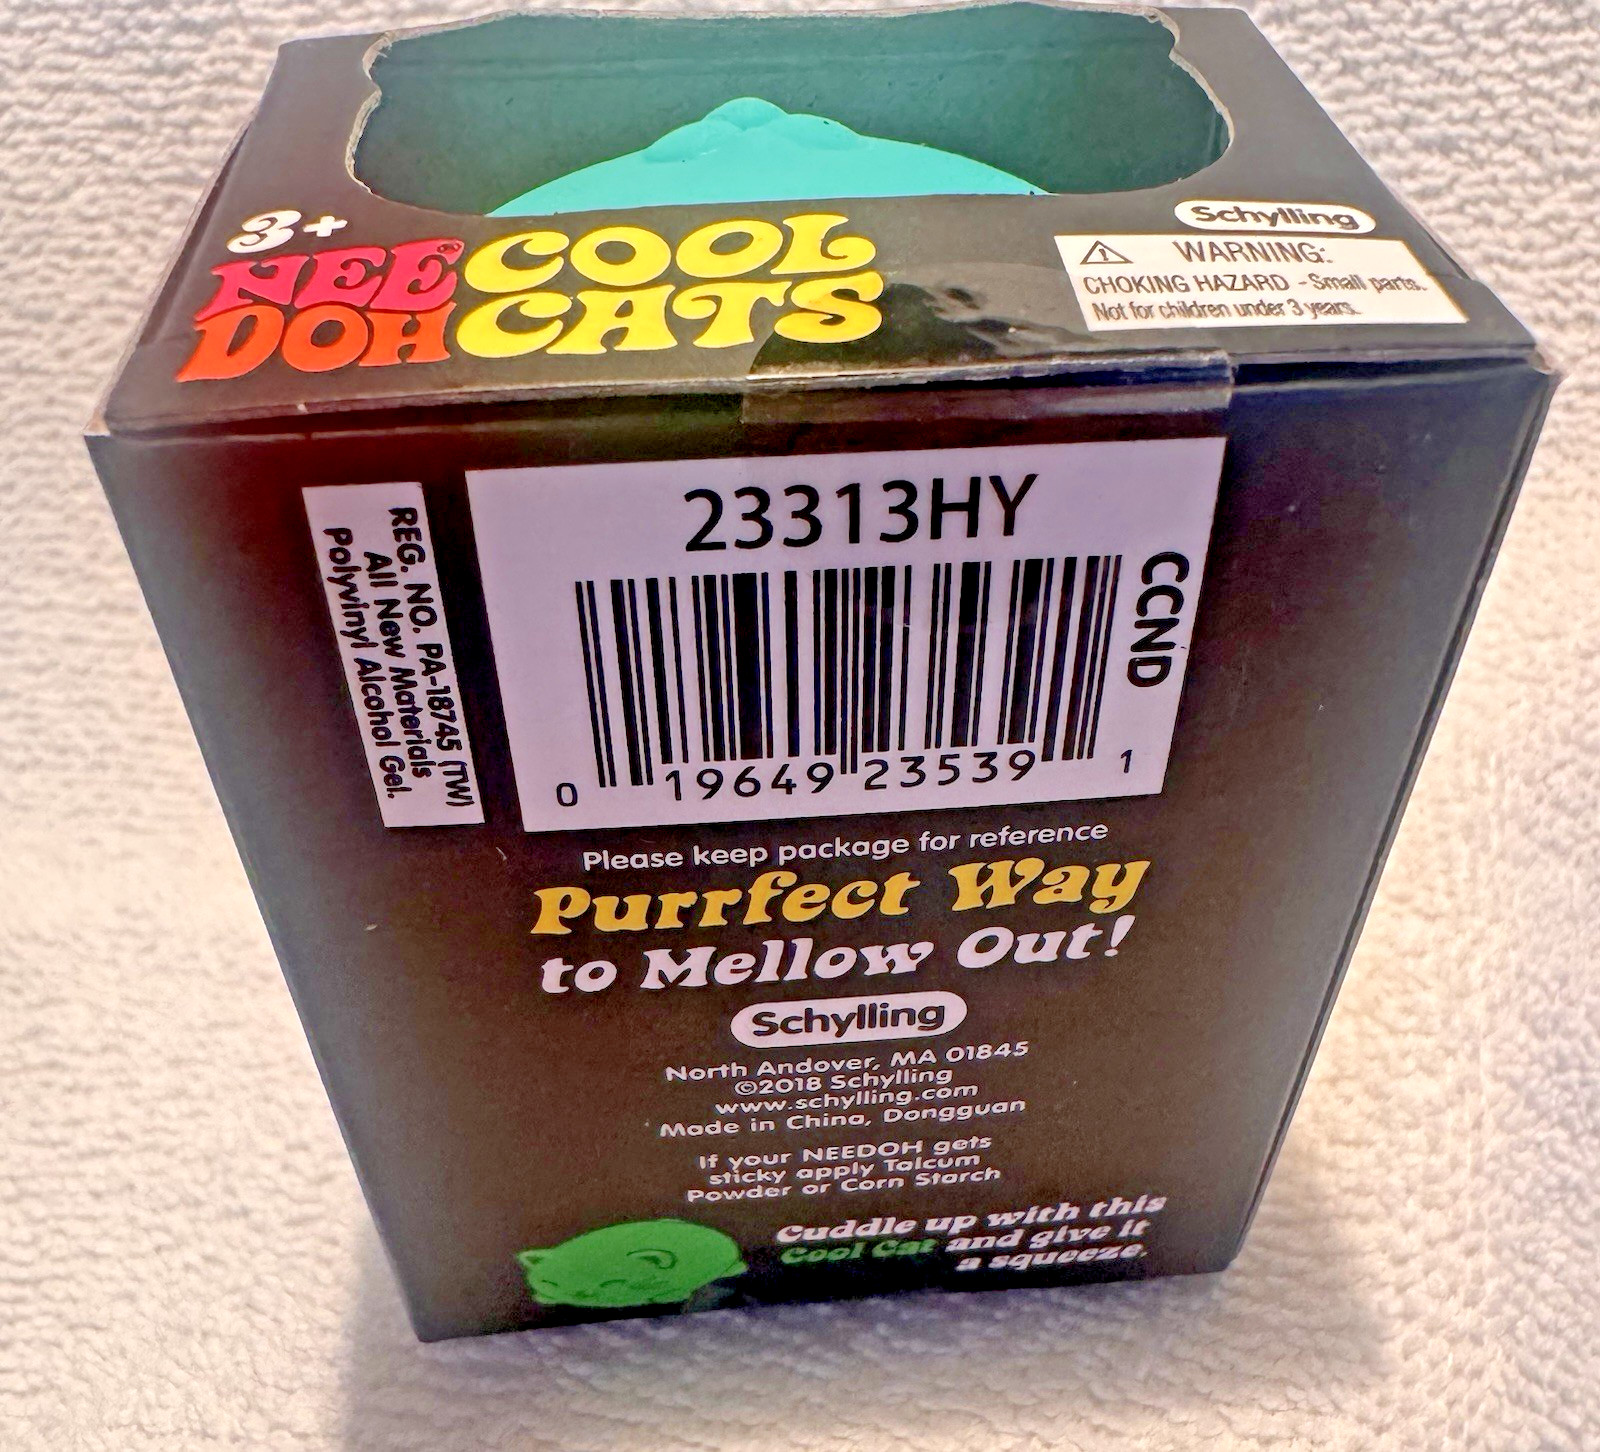 3+
NEE DOH
COOL CATS
Schylling
WARNING:
CHOKING HAZARD - Small parts.
Not for children under 3 years.
REG. NO. PA-18745 (TW)
All New Materials
Polyvinyl Alcohol Gel.
23313HY
CCND
0 19649 23539 1
Please keep package for reference
Purrfect Way
to Mellow Out!
Schylling
North Andover, MA 01845
©2018 Schylling
www.schylling.com
Made in China, Dongguan
If your NEEDOH gets
sticky apply Talcum
Powder or Corn Starch
Cuddle up with this
Cool Cat and give it
a squeeze.